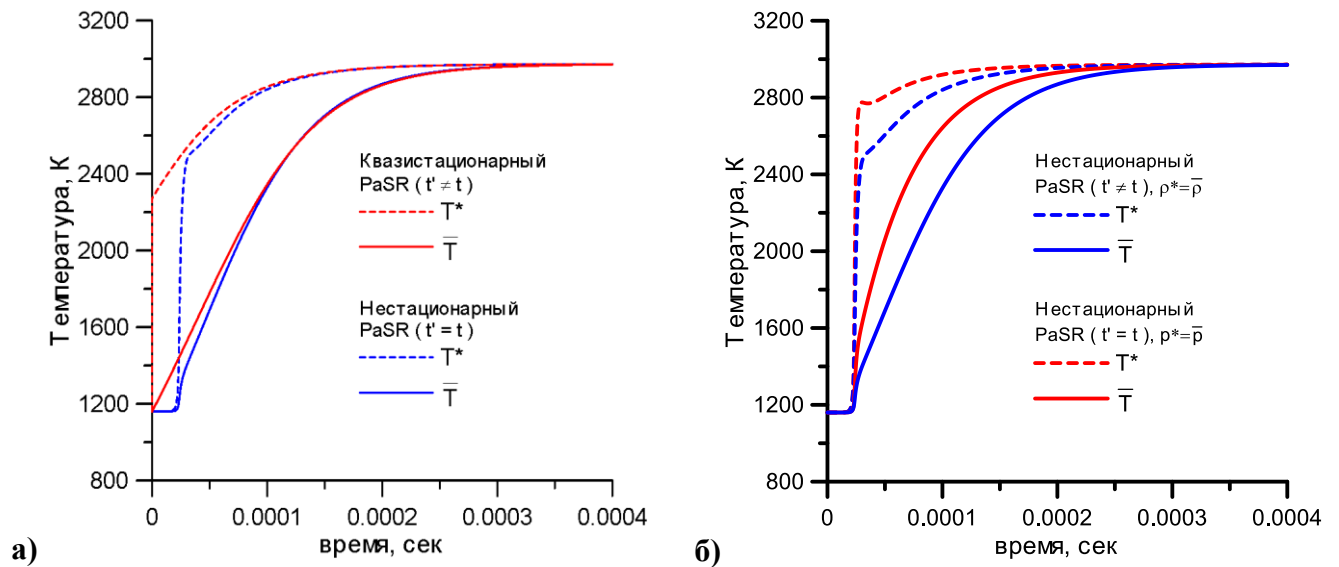 3200
2800
2400
2000
1600
1200
800
Температура, К
Квазистационарный
PaSR ( t' ≠ t)
T*
T̅
Нестационарный
PaSR ( t' = t)
T*
T̅
0 0.0001 0.0002 0.0003 0.0004
время, сек
а)
3200
2800
2400
2000
1600
1200
800
Температура, К
Нестационарный
PaSR ( t' ≠ t), ρ*=ρ̅
T*
T̅
Нестационарный
PaSR ( t' = t), p*=p̅
T*
T̅
0 0.0001 0.0002 0.0003 0.0004
время, сек
б)